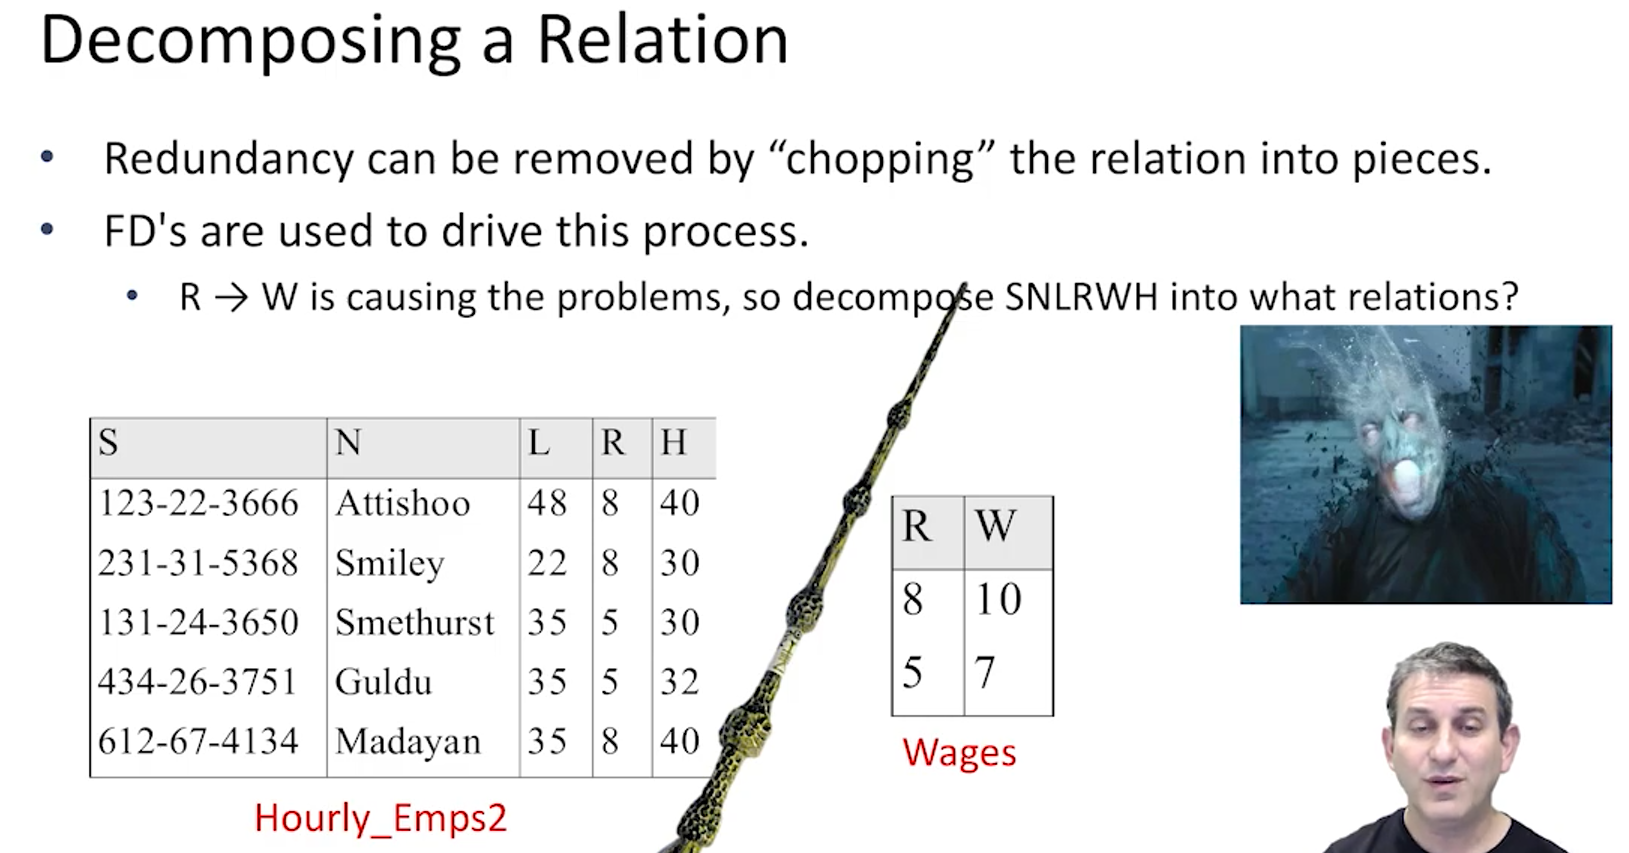 Decomposing a Relation
• Redundancy can be removed by “chopping” the relation into pieces.
• FD's are used to drive this process.
• R → W is causing the problems, so decompose SNLRWH into what relations?
S N L R H
123-22-3666 Attishoo 48 8 40
231-31-5368 Smiley 22 8 30
131-24-3650 Smethurst 35 5 30
434-26-3751 Guldu 35 5 32
612-67-4134 Madayan 35 8 40
Hourly_Emps2
R W
8 10
5 7
Wages